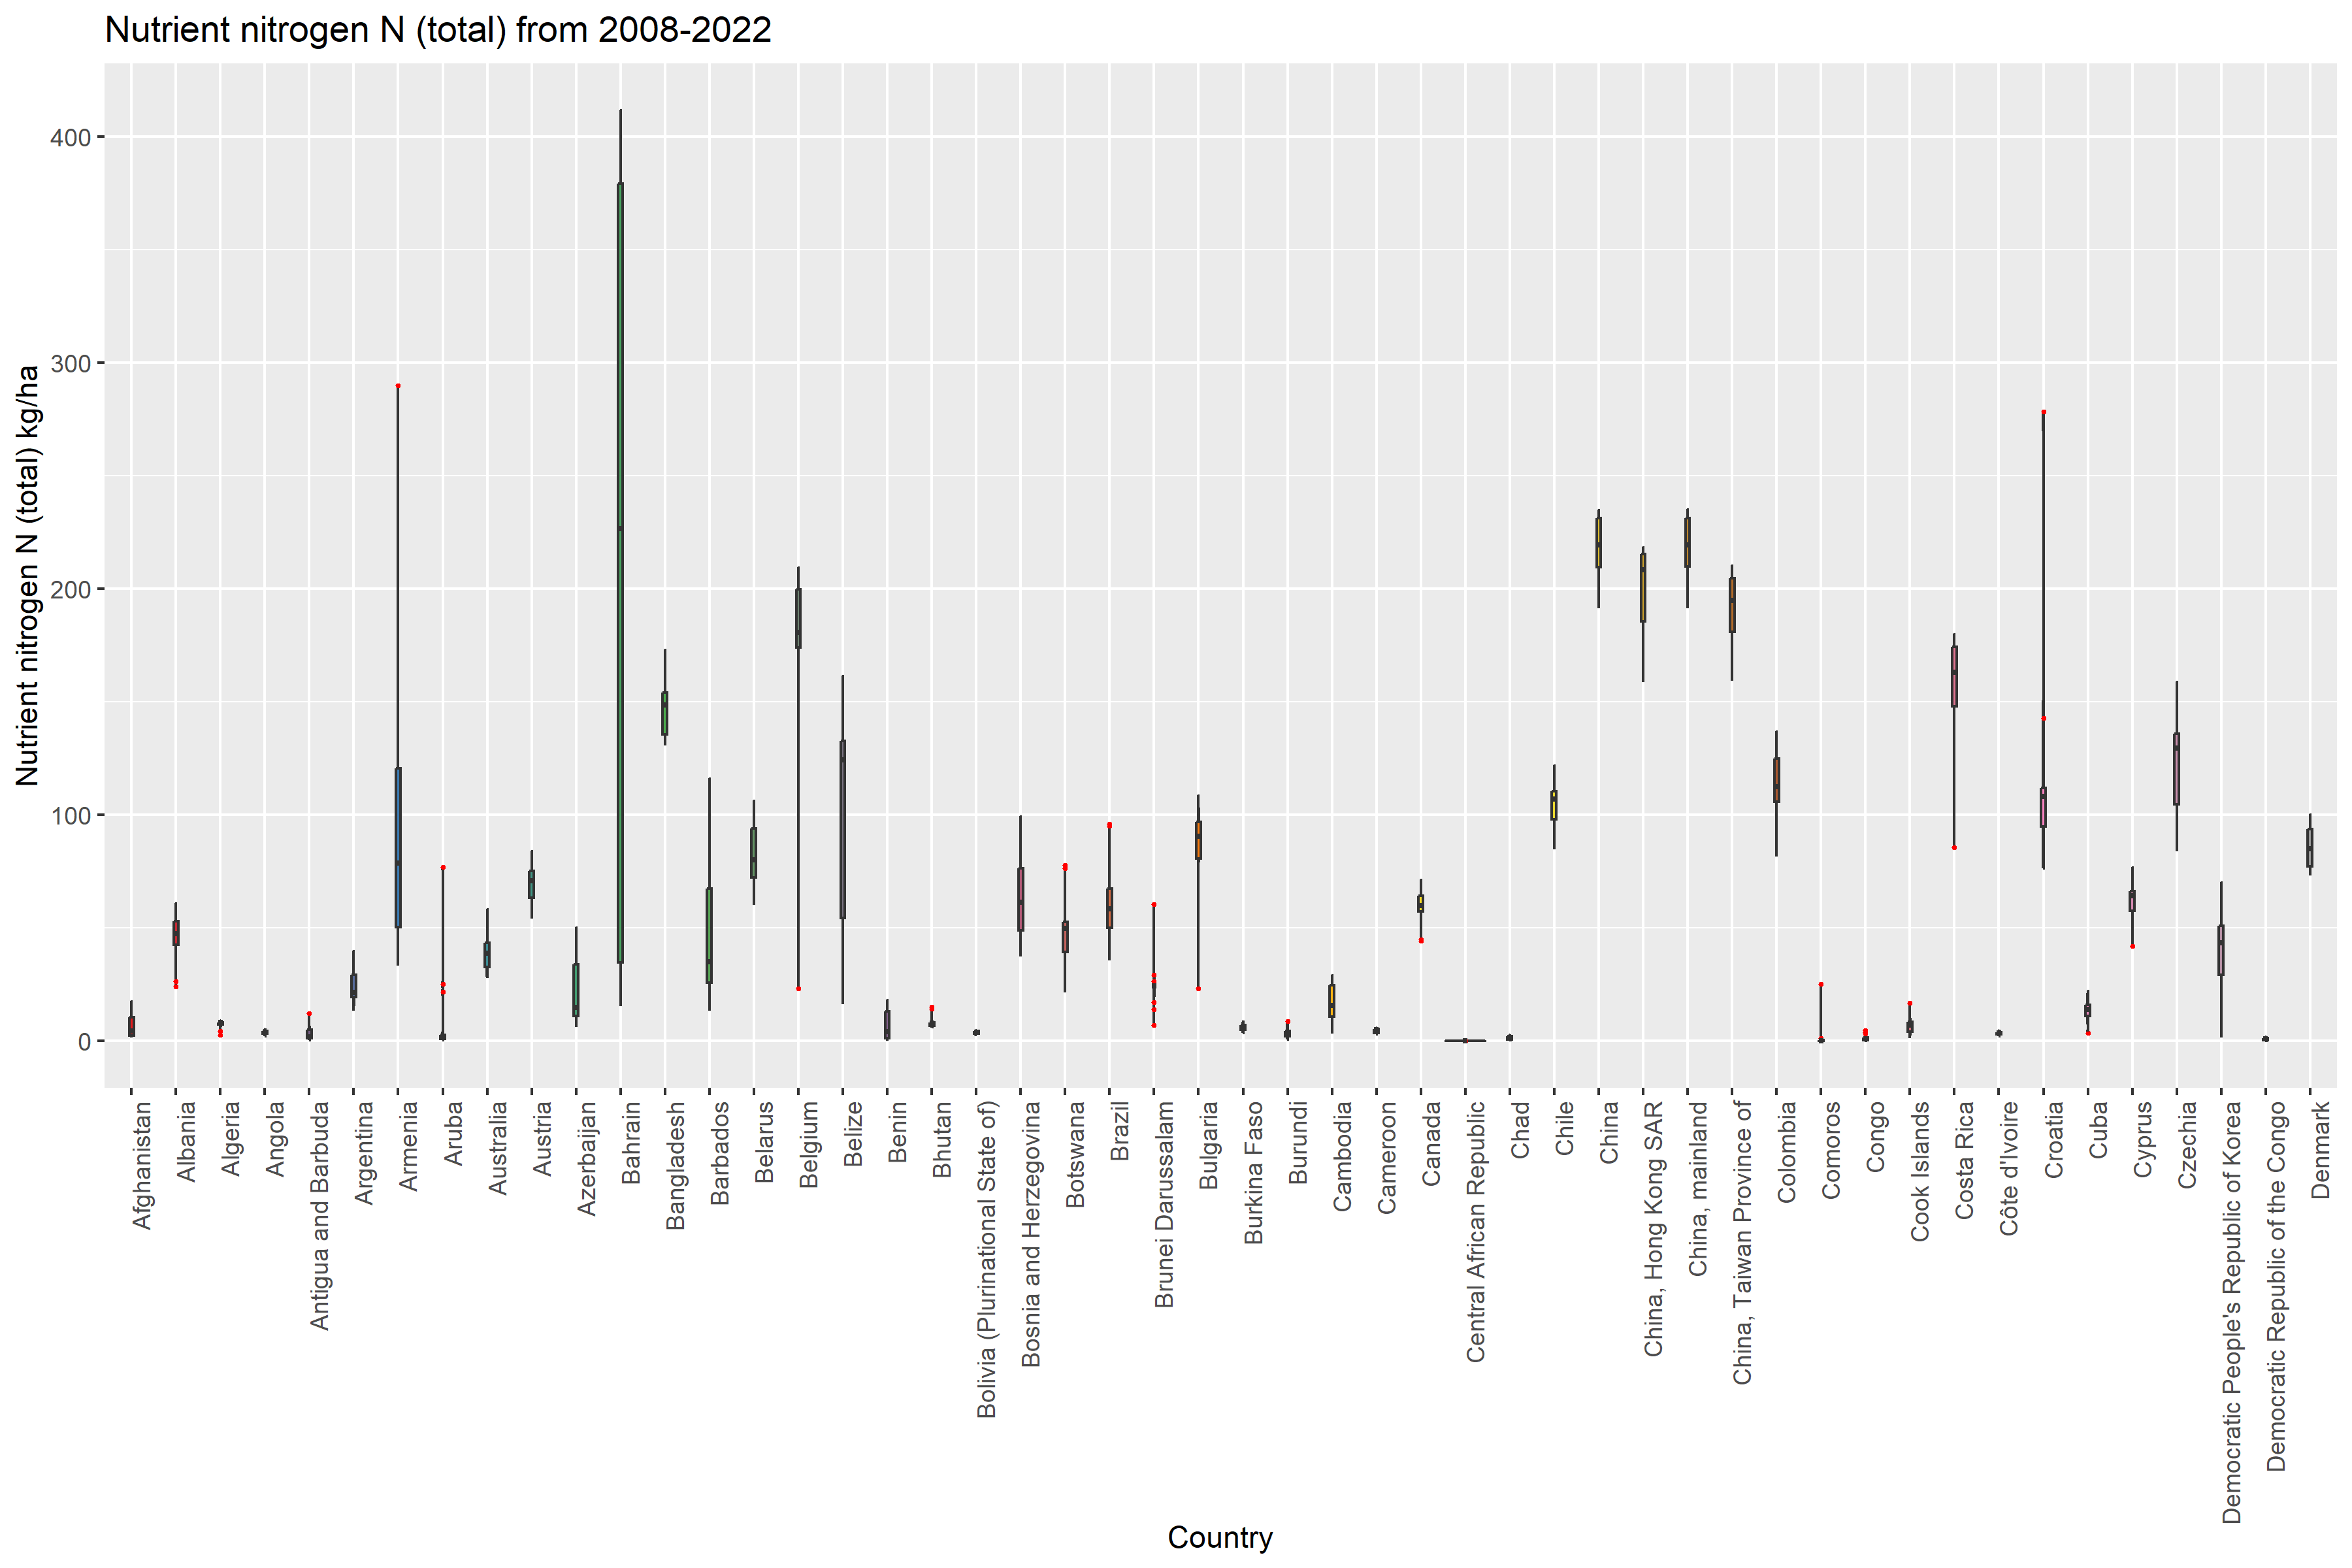 Nutrient nitrogen N (total) from 2008-2022
Nutrient nitrogen N (total) kg/ha
400
300
200
100
0
Afghanistan
Albania
Algeria
Angola
Antigua and Barbuda
Argentina
Armenia
Aruba
Australia
Austria
Azerbaijan
Bahrain
Bangladesh
Barbados
Belarus
Belgium
Belize
Benin
Bhutan
Bolivia (Plurinational State of)
Bosnia and Herzegovina
Botswana
Brazil
Brunei Darussalam
Bulgaria
Burkina Faso
Burundi
Cambodia
Cameroon
Canada
Central African Republic
Chad
Chile
China
China, Hong Kong SAR
China, mainland
China, Taiwan Province of
Colombia
Comoros
Congo
Cook Islands
Costa Rica
Côte d'Ivoire
Croatia
Cuba
Cyprus
Czechia
Democratic People's Republic of Korea
Democratic Republic of the Congo
Denmark
Country